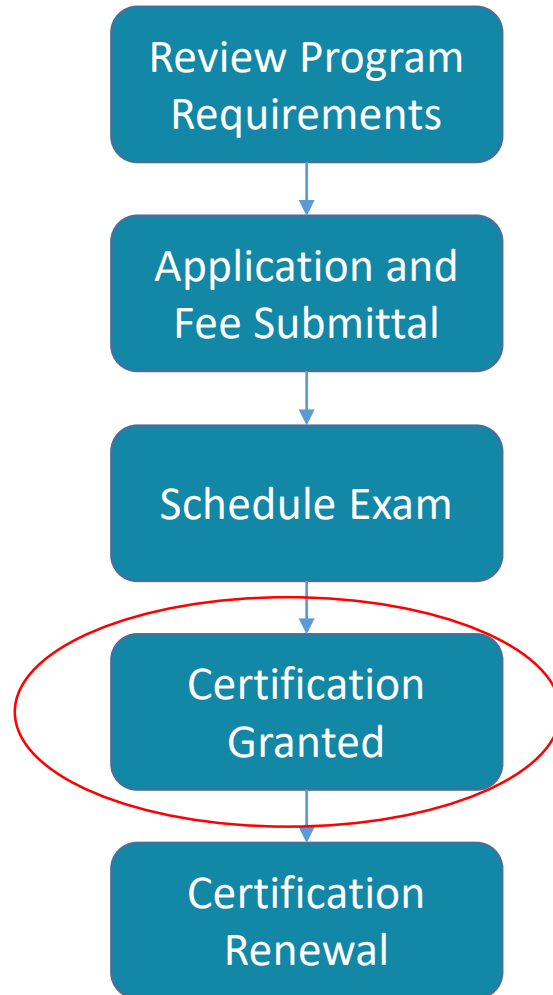 Review Program
Requirements
Application and
Fee Submittal
Schedule Exam
Certification
Granted
Certification
Renewal